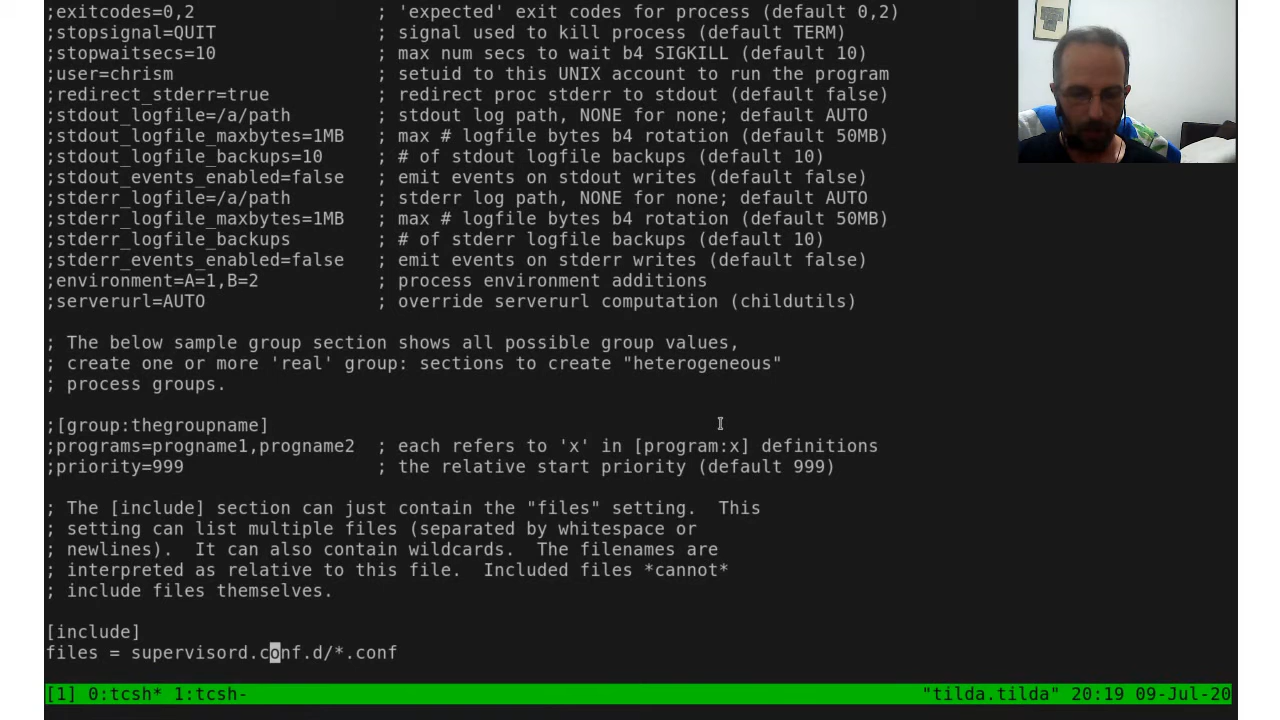 ;exitcodes=0,2                 ; 'expected' exit codes for process (default 0,2)
;stopsignal=QUIT               ; signal used to kill process (default TERM)
;stopwaitsecs=10               ; max num secs to wait b4 SIGKILL (default 10)
;user=chrism                   ; setuid to this UNIX account to run the program
;redirect_stderr=true          ; redirect proc stderr to stdout (default false)
;stdout_logfile=/a/path        ; stdout log path, NONE for none; default AUTO
;stdout_logfile_maxbytes=1MB   ; max # logfile bytes b4 rotation (default 50MB)
;stdout_logfile_backups=10     ; # of stdout logfile backups (default 10)
;stdout_events_enabled=false   ; emit events on stdout writes (default false)
;stderr_logfile=/a/path        ; stderr log path, NONE for none; default AUTO
;stderr_logfile_maxbytes=1MB   ; max # logfile bytes b4 rotation (default 50MB)
;stderr_logfile_backups        ; # of stderr logfile backups (default 10)
;stderr_events_enabled=false   ; emit events on stderr writes (default false)
;environment=A=1,B=2           ; process environment additions
;serverurl=AUTO                ; override serverurl computation (childutils)
; The below sample group section shows all possible group values,
; create one or more 'real' group: sections to create "heterogeneous"
; process groups.
;[group:thegroupname]
;programs=progname1,progname2  ; each refers to 'x' in [program:x] definitions
;priority=999                  ; the relative start priority (default 999)
; The [include] section can just contain the "files" setting.  This
; setting can list multiple files (separated by whitespace or
; newlines).  It can also contain wildcards.  The filenames are
; interpreted as relative to this file.  Included files *cannot*
; include files themselves.
[include]
files = supervisord.conf.d/*.conf
[1] 0:tcsh* 1:tcsh- "tilda.tilda" 20:19 09-Jul-20